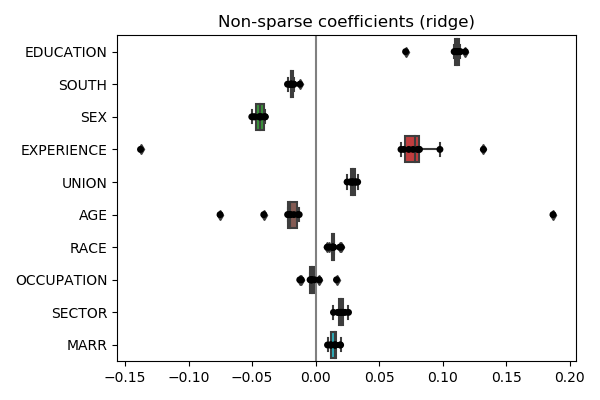 Non-sparse coefficients (ridge)
EDUCATION
SOUTH
SEX
EXPERIENCE
UNION
AGE
RACE
OCCUPATION
SECTOR
MARR
−0.15 −0.10 −0.05 0.00 0.05 0.10 0.15 0.20